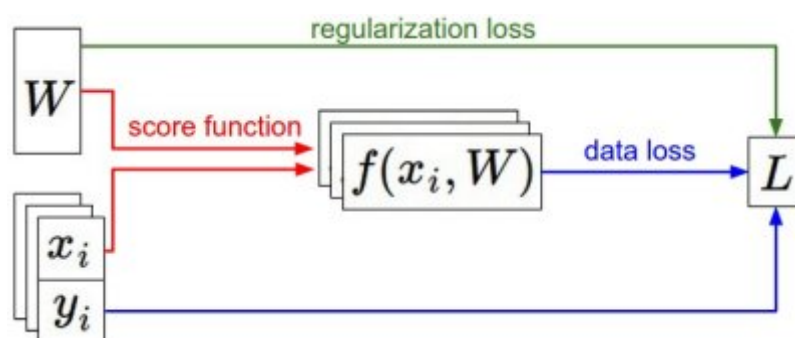 regularization loss
W
score function
f(x_i, W)
data loss
L
x_i
y_i